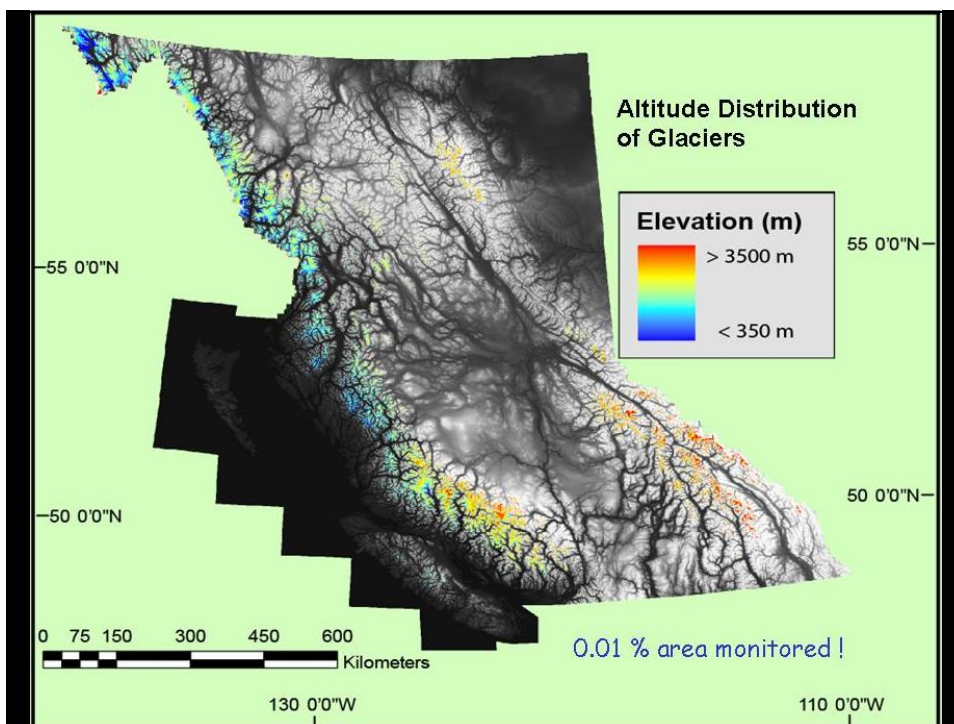 Altitude Distribution
of Glaciers
Elevation (m)
> 3500 m
< 350 m
55 0'0"N
55 0'0"N
50 0'0"N
50 0'0"N
0 75 150 300 450 600
Kilometers
0.01 % area monitored !
130 0'0"W
110 0'0"W